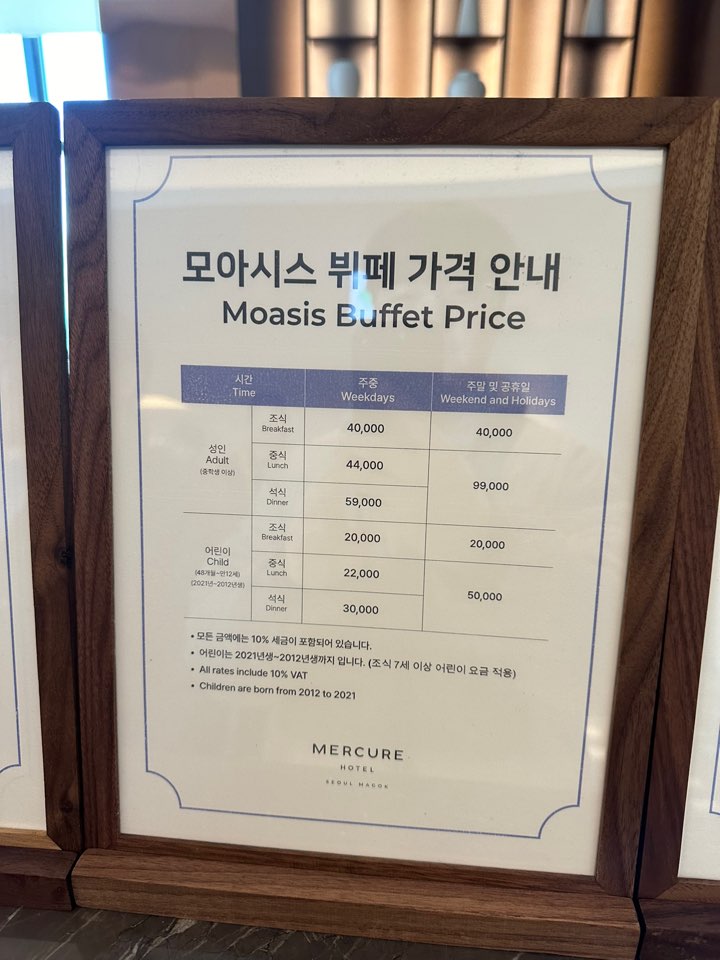 모아시스 뷔페 가격 안내
Moasis Buffet Price
시간
Time
주중
Weekdays
주말 및 공휴일
Weekend and Holidays
성인
Adult
(중학생 이상)
조식
Breakfast
40,000
40,000
중식
Lunch
44,000
99,000
석식
Dinner
59,000
어린이
Child
(48개월~만12세)
(2021년~2012년생)
조식
Breakfast
20,000
20,000
중식
Lunch
22,000
50,000
석식
Dinner
30,000
• 모든 금액에는 10% 세금이 포함되어 있습니다.
• 어린이는 2021년생~2012년생까지 입니다. (조식 7세 이상 어린이 요금 적용)
• All rates include 10% VAT
• Children are born from 2012 to 2021
MERCURE
HOTEL
SEOUL MAGOK